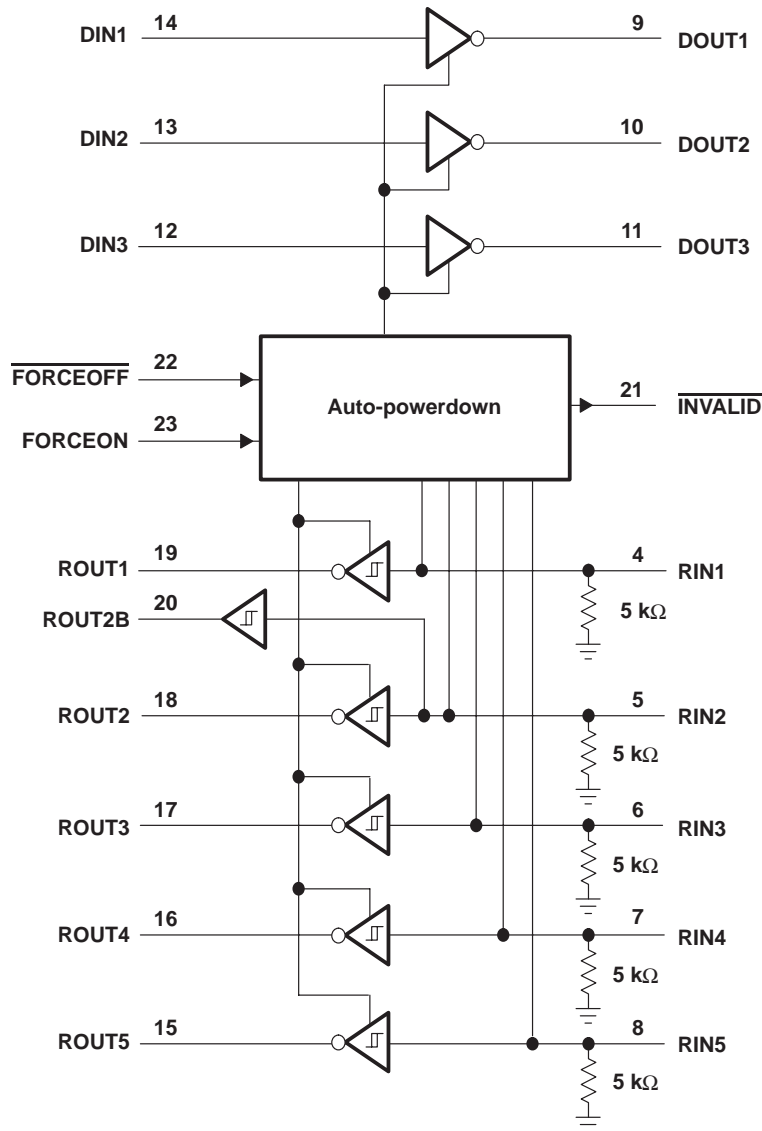 DIN1 14 9 DOUT1
DIN2 13 10 DOUT2
DIN3 12 11 DOUT3
FORCEOFF 22
Auto-powerdown
21 INVALID
FORCEON 23
ROUT1 19 4 RIN1
5 kΩ
ROUT2B 20
ROUT2 18 5 RIN2
5 kΩ
ROUT3 17 6 RIN3
5 kΩ
ROUT4 16 7 RIN4
5 kΩ
ROUT5 15 8 RIN5
5 kΩ